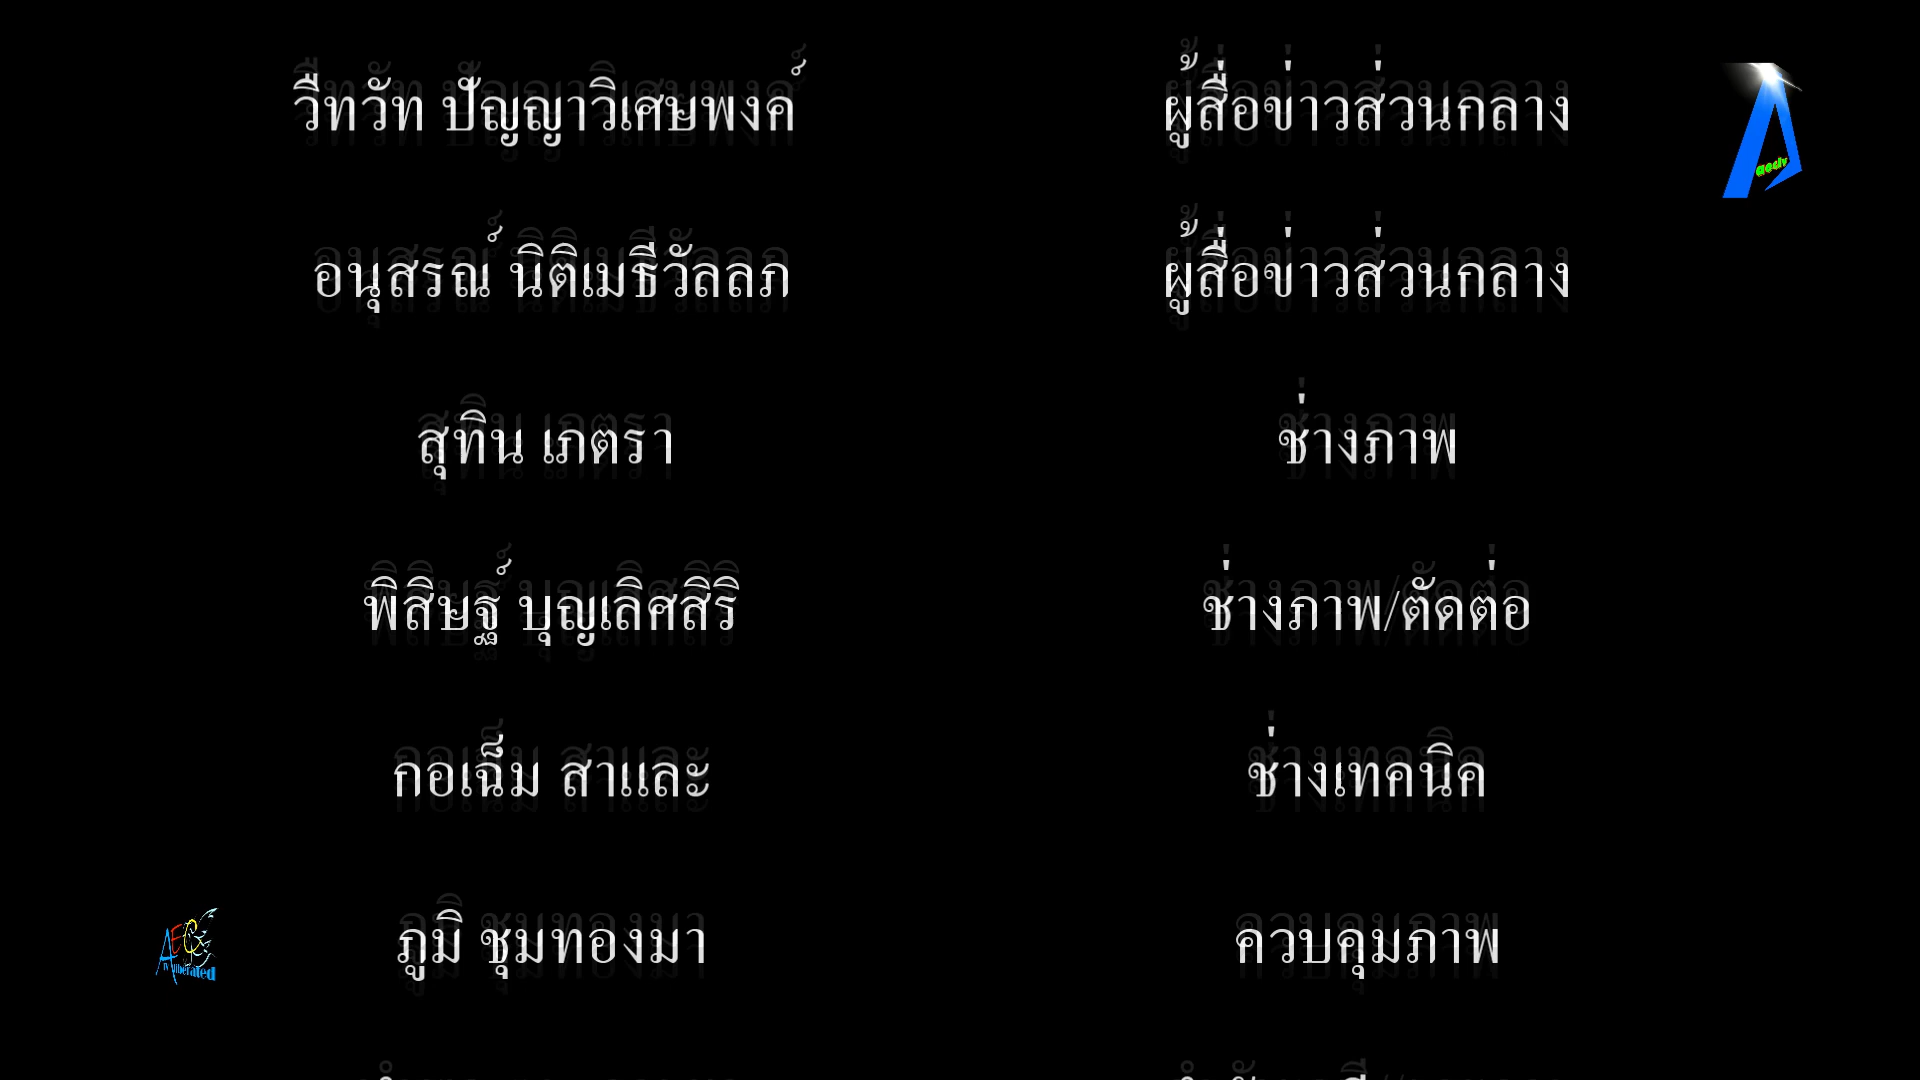 วืทวัท ปัญญาวิเศษพงค์ ผู้สื่อข่าวส่วนกลาง
อนุสรณ์ นิติเมธีวัลลภ ผู้สื่อข่าวส่วนกลาง
สุทิน เภตรา ช่างภาพ
พิสิษฐ์ บุญเลิศสิริ ช่างภาพ/ตัดต่อ
กอเฉ็ม สาและ ช่างเทคนิค
ภูมิ ชุมทองมา ควบคุมภาพ